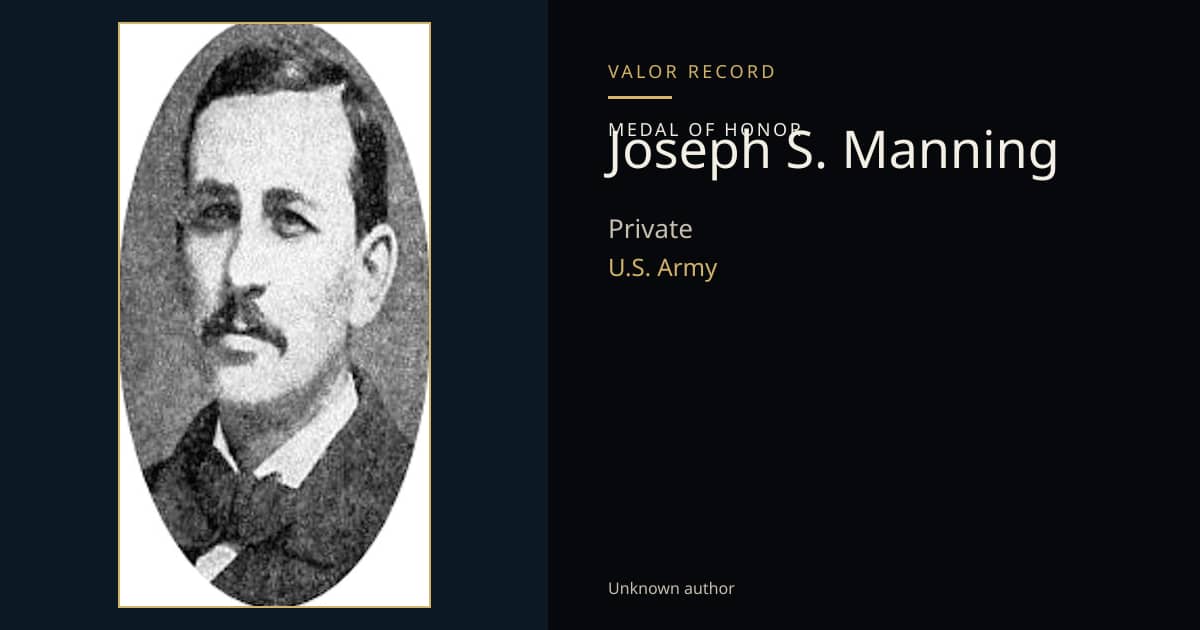 VALOR RECORD
MEDAL OF HONOR
Joseph S. Manning
Private
U.S. Army
Unknown author